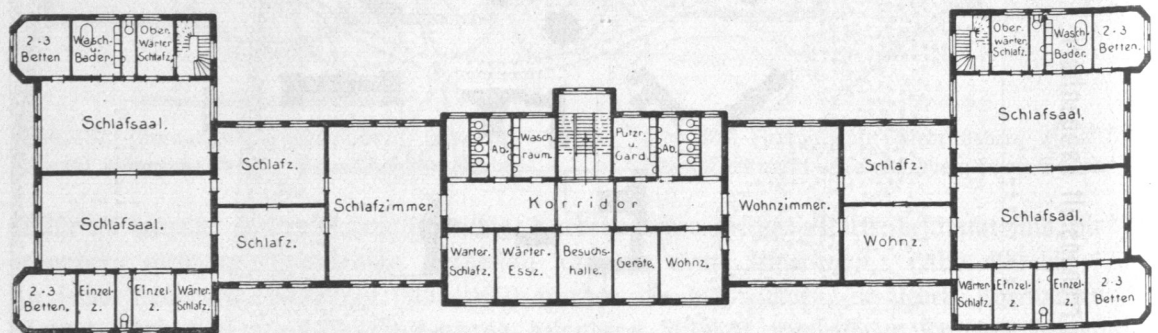 2-3
Betten
Wasch-
u.
Bäder.
Ober
Wärter
Schlafz.
Schlafsaal.
Schlafsaal.
2-3
Betten.
Einzel-
z.
Einzel-
z.
Wärter.
Schlafz.
Schlafz.
Schlafz.
Schlafzimmer.
Ab.
Wasch
raum.
Putzr.
u.
Gard.
Ab.
Korridor
Wärter.
Schlafz.
Wärter.
Essz.
Besuchs-
halle.
Geräte.
Wohnz.
Wohnzimmer.
Schlafz.
Wohnz.
Ober.
wärter
Schlafz.
Wasch
u.
Bäder.
2-3
Betten.
Schlafsaal.
Schlafsaal.
Wärter.
Schlafz.
Einzel-
z.
Einzel-
z.
2-3
Betten